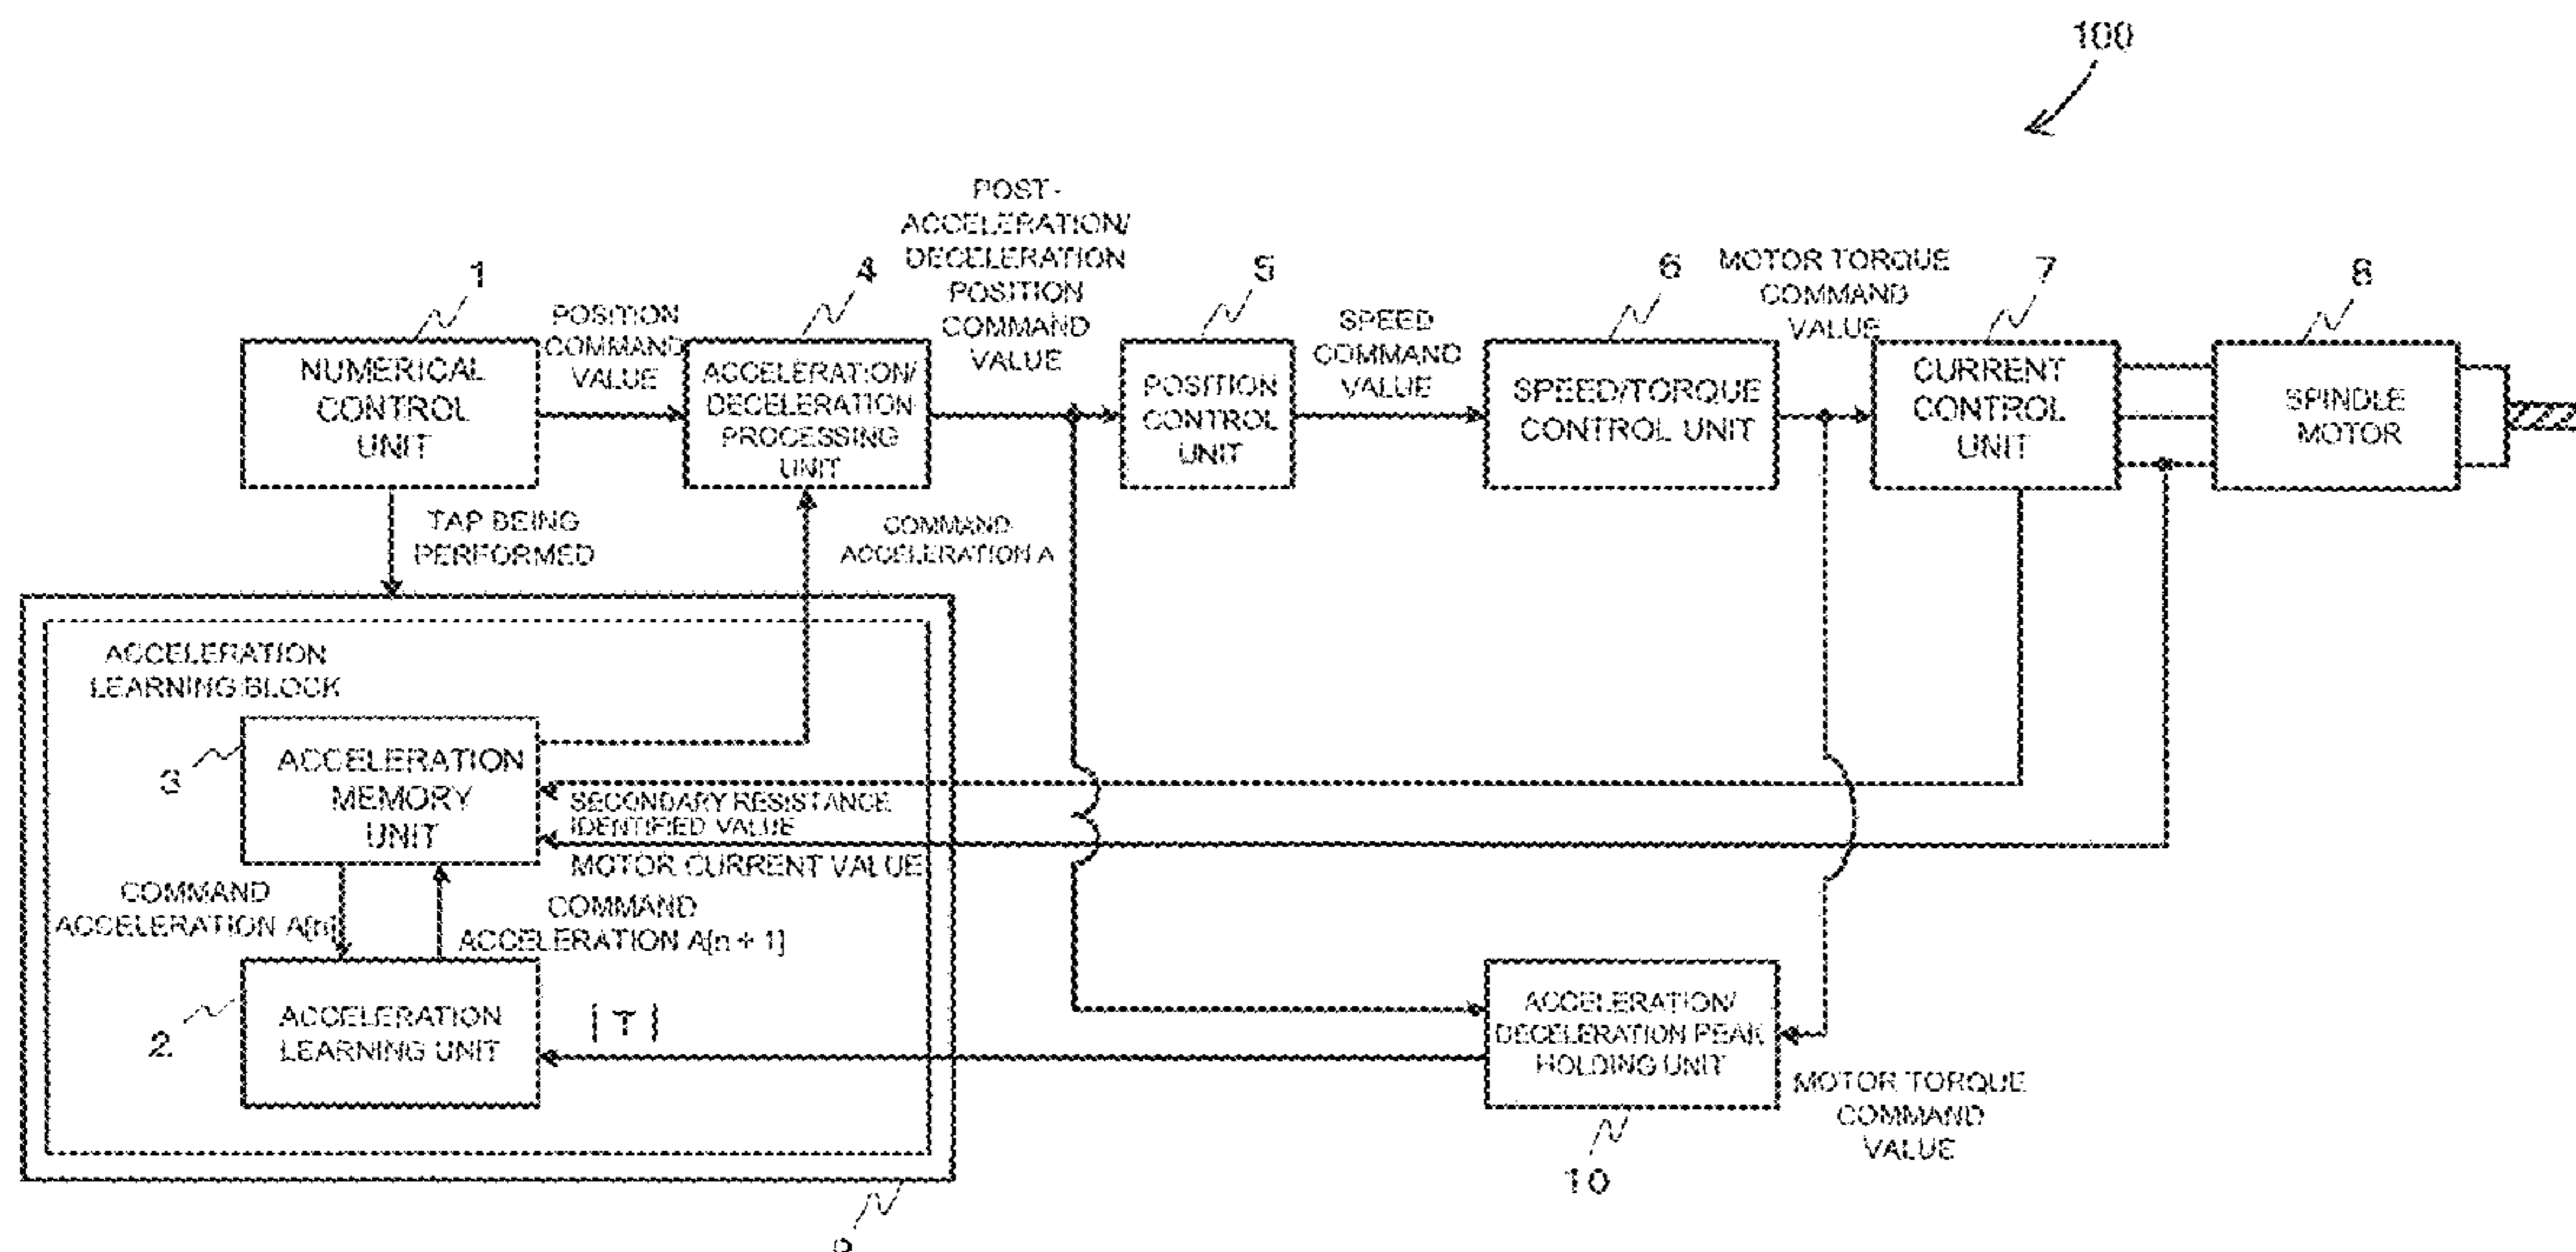 100
1
NUMERICAL
CONTROL
UNIT
POSITION
COMMAND
VALUE
4
ACCELERATION/
DECELERATION
PROCESSING
UNIT
POST-
ACCELERATION/
DECELERATION
POSITION
COMMAND
VALUE
5
POSITION
CONTROL
UNIT
SPEED
COMMAND
VALUE
6
SPEED/TORQUE
CONTROL UNIT
MOTOR TORQUE
COMMAND
VALUE
7
CURRENT
CONTROL
UNIT
8
SPINDLE
MOTOR
TAP BEING
PERFORMED
COMMAND
ACCELERATION A
ACCELERATION
LEARNING BLOCK
3
ACCELERATION
MEMORY
UNIT
SECONDARY RESISTANCE
IDENTIFIED VALUE
MOTOR CURRENT VALUE
COMMAND
ACCELERATION A[n]
COMMAND
ACCELERATION A[n + 1]
2
ACCELERATION
LEARNING UNIT
|T|
ACCELERATION/
DECELERATION PEAK
HOLDING UNIT
10
MOTOR TORQUE
COMMAND
VALUE